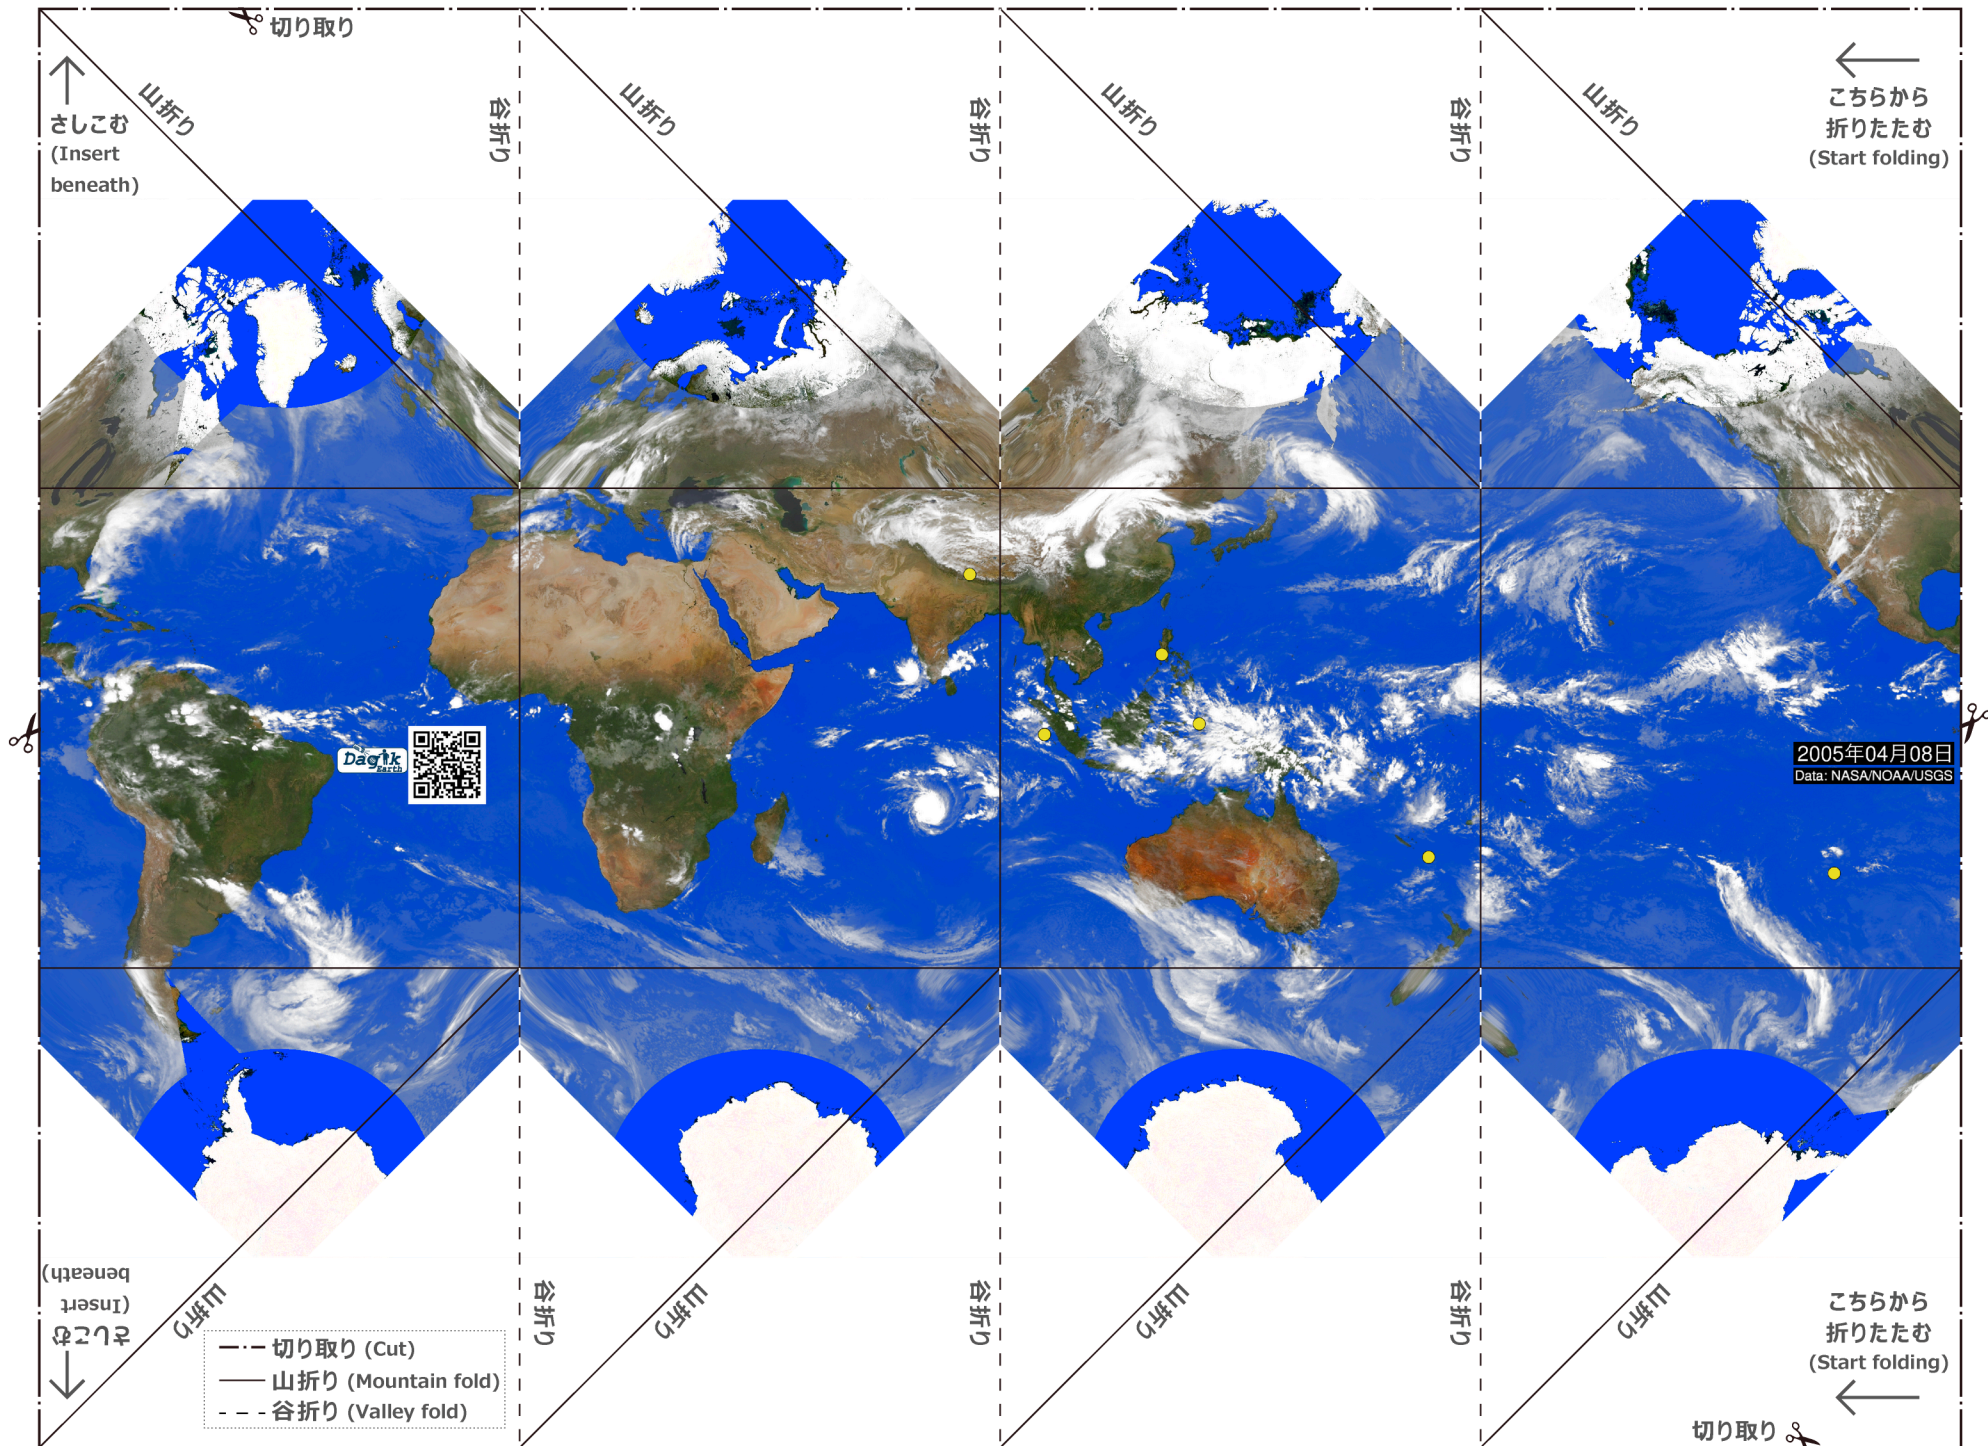 切り取り
さしこむ
(Insert
beneath)
山折り
谷折り
山折り
谷折り
山折り
谷折り
山折り
こちらから
折りたたむ
(Start folding)
Dagik
Earth
2005年04月08日
Data: NASA/NOAA/USGS
さしこむ
(Insert
beneath)
山折り
谷折り
山折り
谷折り
山折り
谷折り
山折り
こちらから
折りたたむ
(Start folding)
切り取り (Cut)
山折り (Mountain fold)
谷折り (Valley fold)
切り取り